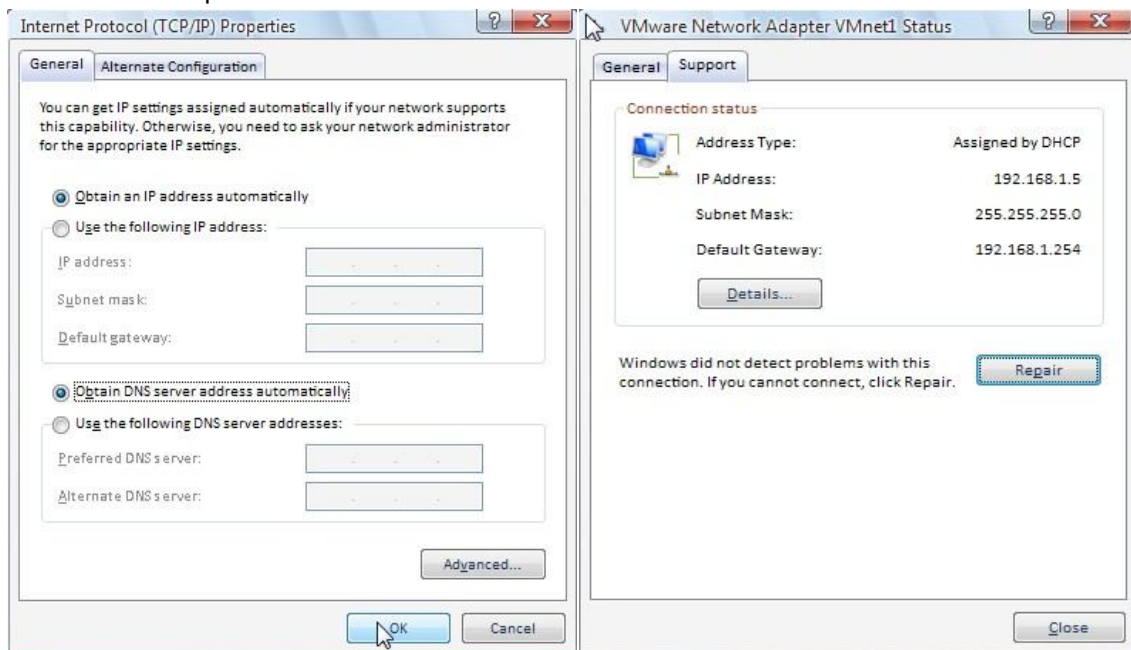 Internet Protocol (TCP/IP) Properties
General
Alternate Configuration
You can get IP settings assigned automatically if your network supports
this capability. Otherwise, you need to ask your network administrator
for the appropriate IP settings.
Obtain an IP address automatically
Use the following IP address:
IP address:
Subnet mask:
Default gateway:
Obtain DNS server address automatically
Use the following DNS server addresses:
Preferred DNS server:
Alternate DNS server:
Advanced...
OK
Cancel
VMware Network Adapter VMnet1 Status
General
Support
Connection status
Address Type: Assigned by DHCP
IP Address: 192.168.1.5
Subnet Mask: 255.255.255.0
Default Gateway: 192.168.1.254
Details...
Windows did not detect problems with this
connection. If you cannot connect, click Repair.
Repair
Close